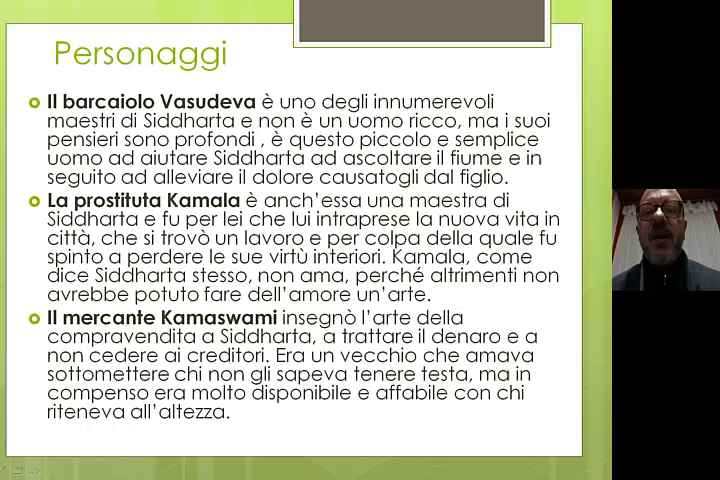 Personaggi
Il barcaiolo Vasudeva è uno degli innumerevoli
maestri di Siddharta e non è un uomo ricco, ma i suoi
pensieri sono profondi , è questo piccolo e semplice
uomo ad aiutare Siddharta ad ascoltare il fiume e in
seguito ad alleviare il dolore causatogli dal figlio.
La prostituta Kamala è anch’essa una maestra di
Siddharta e fu per lei che lui intraprese la nuova vita in
città, che si trovò un lavoro e per colpa della quale fu
spinto a perdere le sue virtù interiori. Kamala, come
dice Siddharta stesso, non ama, perché altrimenti non
avrebbe potuto fare dell’amore un’arte.
Il mercante Kamaswami insegnò l’arte della
compravendita a Siddharta, a trattare il denaro e a
non cedere ai creditori. Era un vecchio che amava
sottomettere chi non gli sapeva tenere testa, ma in
compenso era molto disponibile e affabile con chi
riteneva all’altezza.